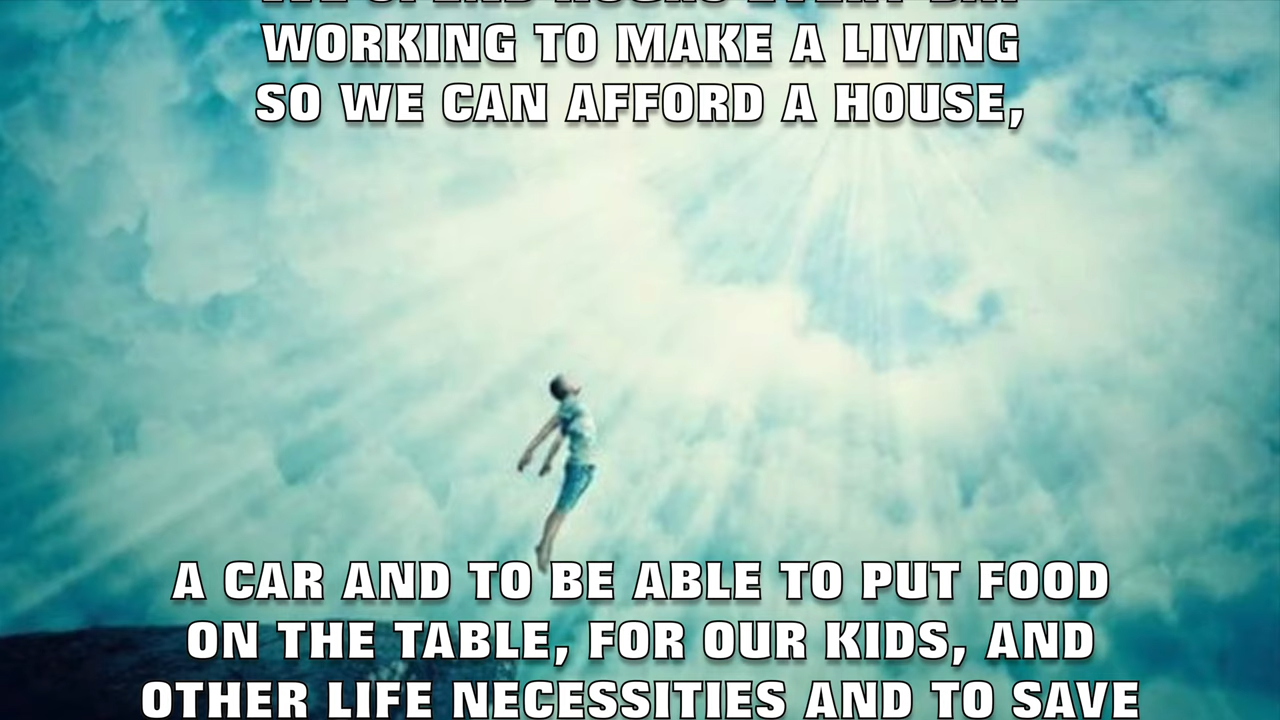 WORKING TO MAKE A LIVING
SO WE CAN AFFORD A HOUSE,
A CAR AND TO BE ABLE TO PUT FOOD
ON THE TABLE, FOR OUR KIDS, AND
OTHER LIFE NECESSITIES AND TO SAVE